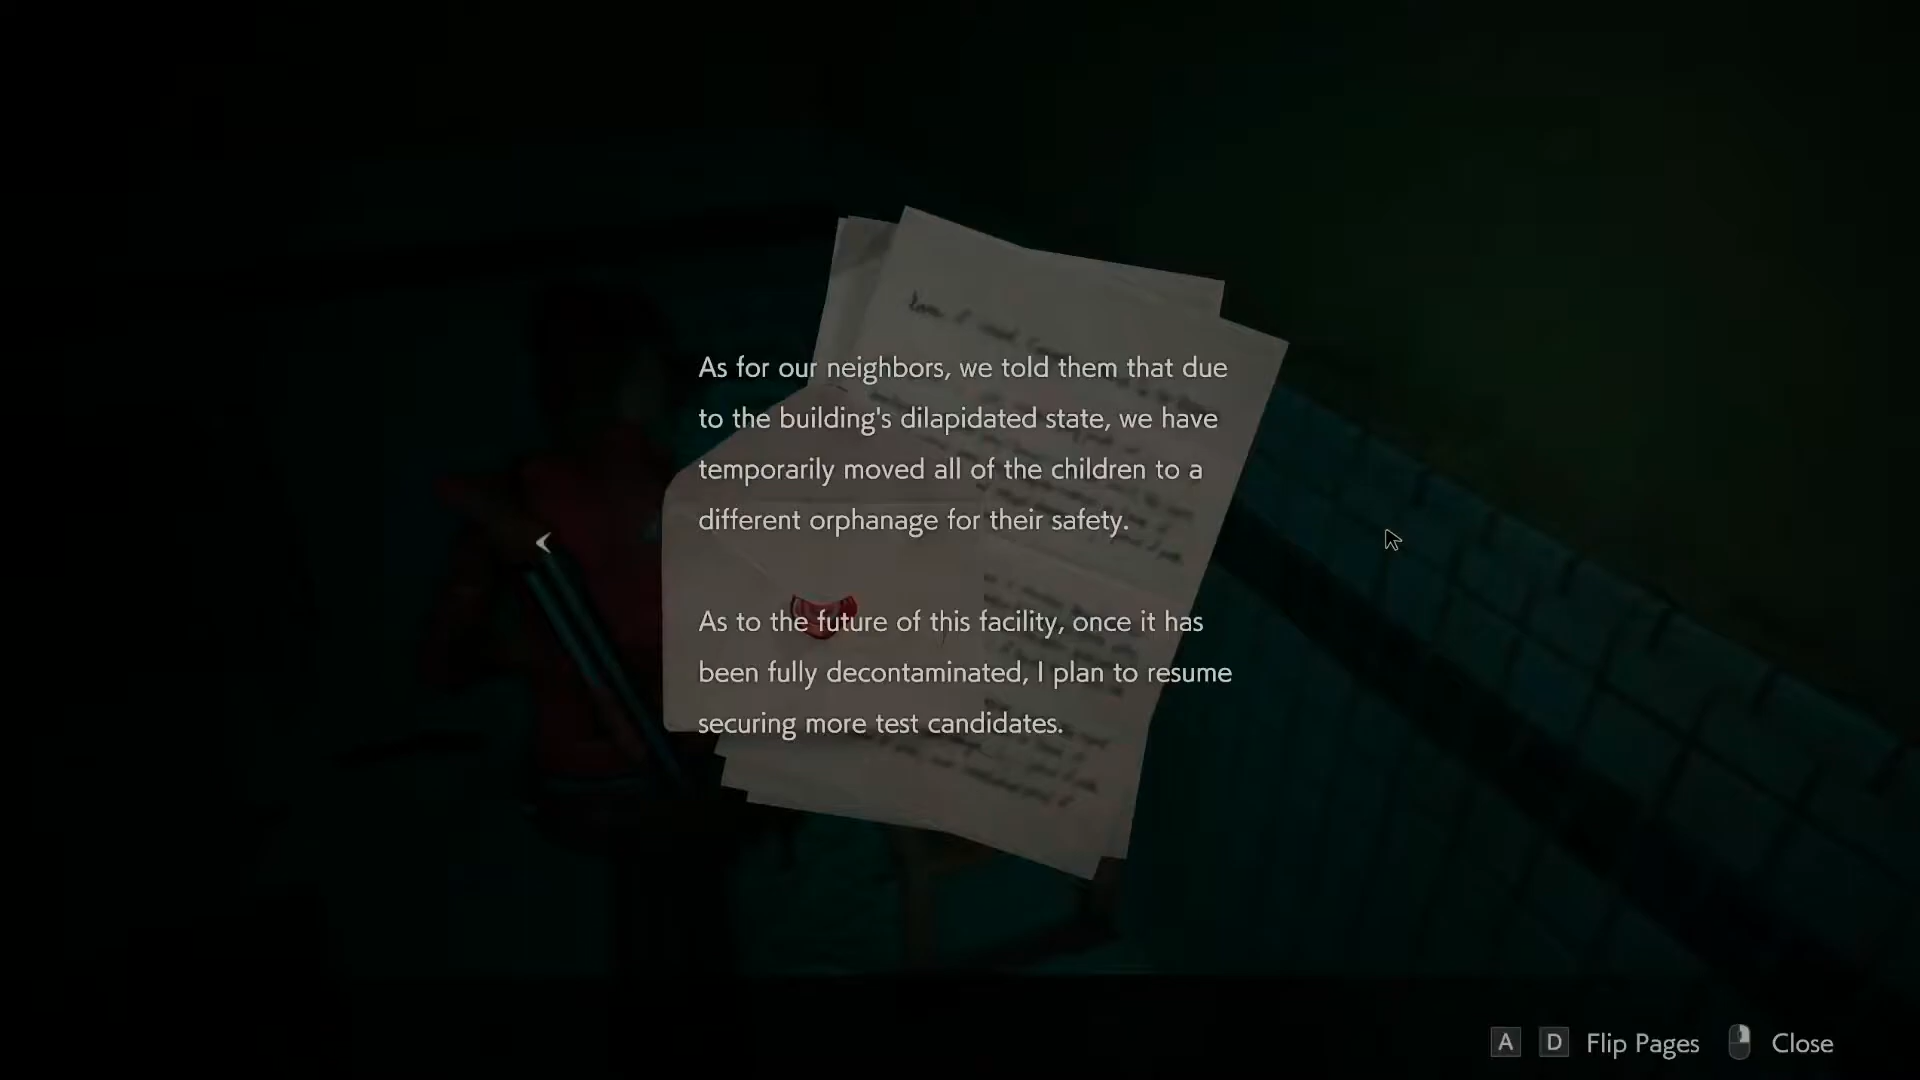 As for our neighbors, we told them that due
to the building's dilapidated state, we have
temporarily moved all of the children to a
different orphanage for their safety.
As to the future of this facility, once it has
been fully decontaminated, I plan to resume
securing more test candidates.
A D Flip Pages Close